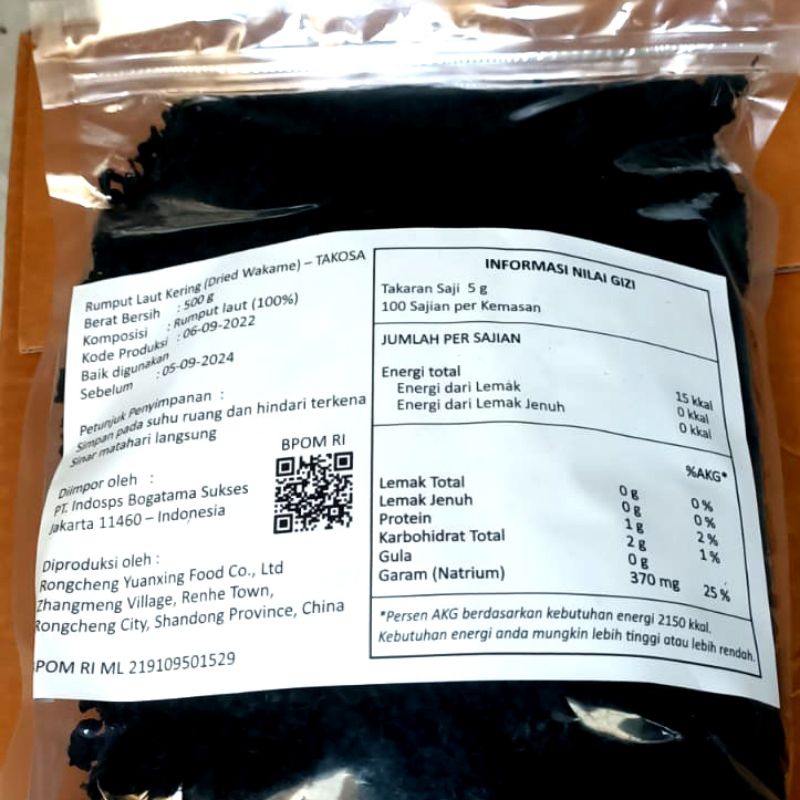 Rumput Laut Kering (Dried Wakame) – TAKOSA
Berat Bersih : 500 g
Komposisi : Rumput laut (100%)
Kode Produksi : 06-09-2022
Baik digunakan
Sebelum : 05-09-2024
Petunjuk Penyimpanan :
Simpan pada suhu ruang dan hindari terkena
Sinar matahari langsung
BPOM RI
Diimpor oleh :
PT. Indosps Bogatama Sukses
Jakarta 11460 – Indonesia
Diproduksi oleh :
Rongcheng Yuanxing Food Co., Ltd
Zhangmeng Village, Renhe Town,
Rongcheng City, Shandong Province, China
BPOM RI ML 219109501529
INFORMASI NILAI GIZI
Takaran Saji 5 g
100 Sajian per Kemasan
JUMLAH PER SAJIAN
Energi total 15 kkal
Energi dari Lemak 0 kkal
Energi dari Lemak Jenuh 0 kkal
%AKG*
Lemak Total 0 g 0 %
Lemak Jenuh 0 g 0 %
Protein 1 g 2 %
Karbohidrat Total 2 g 1 %
Gula 0 g
Garam (Natrium) 370 mg 25 %
*Persen AKG berdasarkan kebutuhan energi 2150 kkal.
Kebutuhan energi anda mungkin lebih tinggi atau lebih rendah.